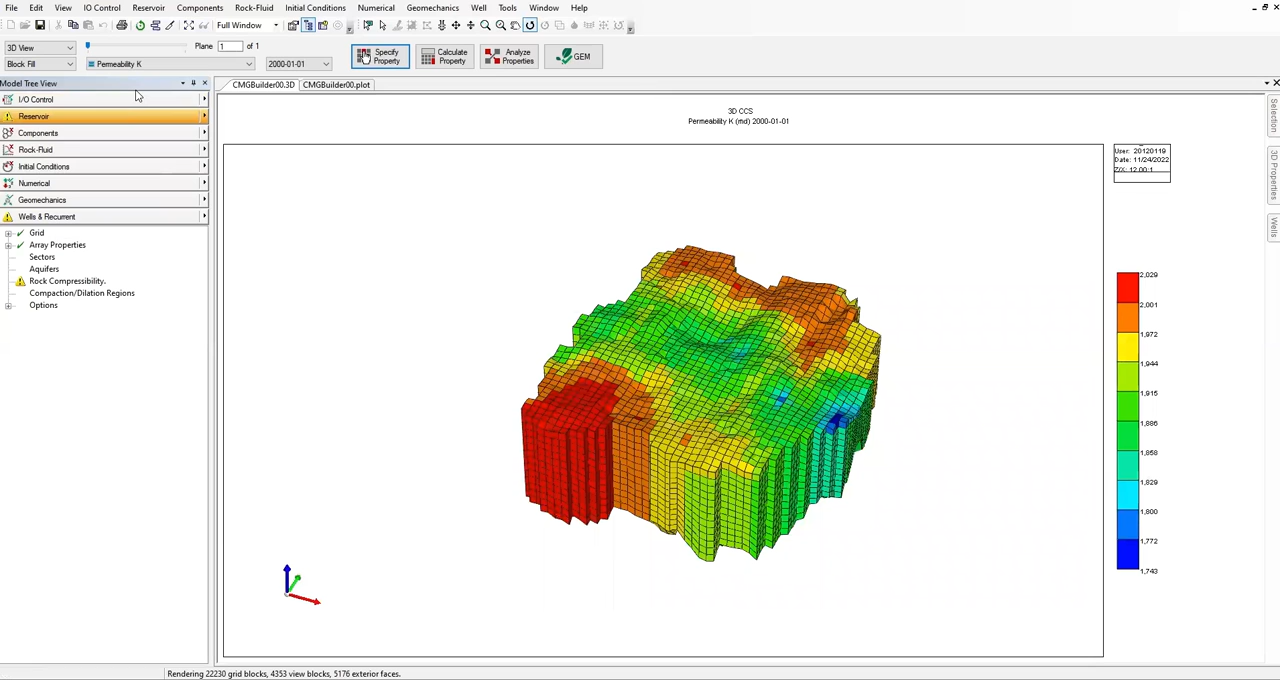 File Edit View I/O Control Reservoir Components Rock-Fluid Initial Conditions Numerical Geomechanics Well Tools Window Help
Full Window
3D View Plane 1 of 1
Block Fill Permeability K 2000-01-01
Specify Property
Calculate Property
Analyze Properties
GEM
Model Tree View
CMGBuilder00.3D CMGBuilder00.plot
I/O Control
Reservoir
Components
Rock-Fluid
Initial Conditions
Numerical
Geomechanics
Wells & Recurrent
Grid
Array Properties
Sectors
Aquifers
Rock Compressibility.
Compaction/Dilation Regions
Options
3D CCS
Permeability K (md) 2000-01-01
User: 20120119
Date: 11/24/2022
Z/X: 12.00:1
2,029
2,001
1,972
1,944
1,915
1,886
1,858
1,829
1,800
1,772
1,743
Selection
3D Properties
Wells
Rendering 22230 grid blocks, 4353 view blocks, 5176 exterior faces.